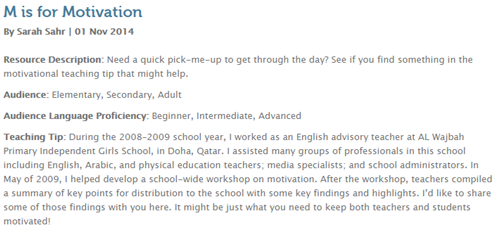 M is for Motivation
By Sarah Sahr | 01 Nov 2014
Resource Description: Need a quick pick-me-up to get through the day? See if you find something in the
motivational teaching tip that might help.
Audience: Elementary, Secondary, Adult
Audience Language Proficiency: Beginner, Intermediate, Advanced
Teaching Tip: During the 2008-2009 school year, I worked as an English advisory teacher at AL Wajbah
Primary Independent Girls School, in Doha, Qatar. I assisted many groups of professionals in this school
including English, Arabic, and physical education teachers; media specialists; and school administrators. In
May of 2009, I helped develop a school-wide workshop on motivation. After the workshop, teachers compiled
a summary of key points for distribution to the school with some key findings and highlights. I'd like to share
some of those findings with you here. It might be just what you need to keep both teachers and students
motivated!